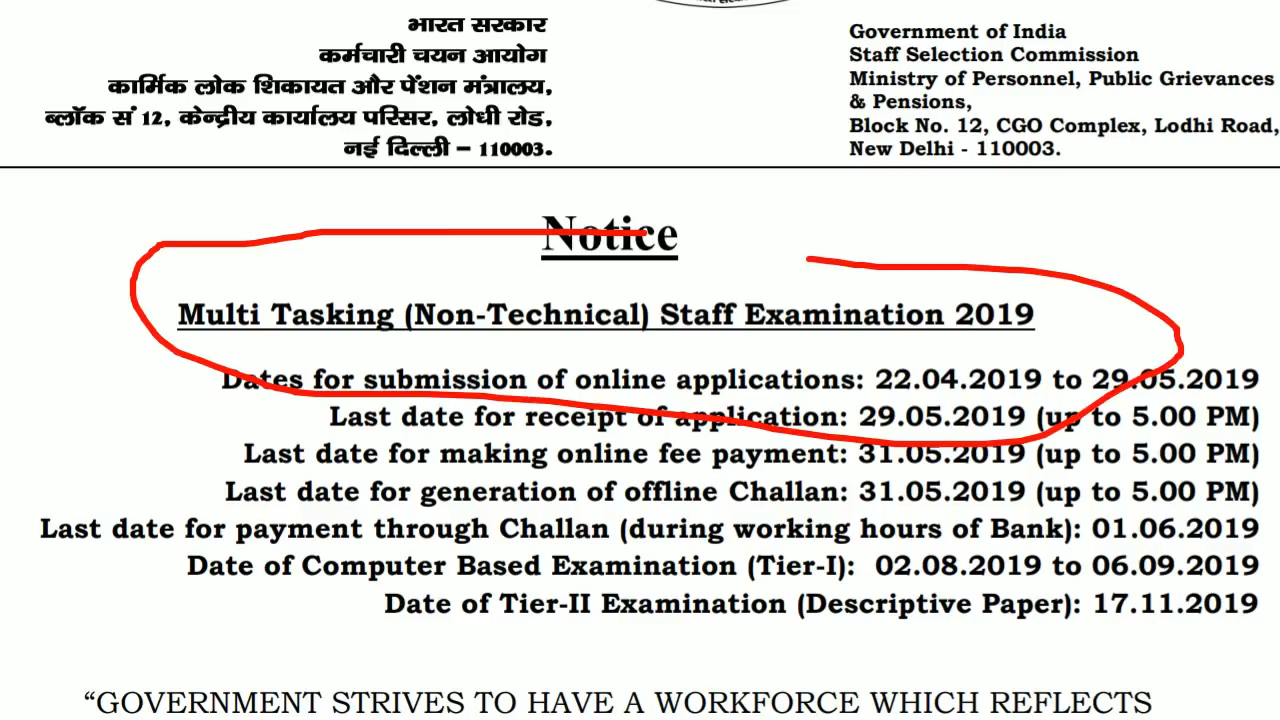 भारत सरकार
कर्मचारी चयन आयोग
कार्मिक लोक शिकायत और पेंशन मंत्रालय,
ब्लॉक सं 12, केन्द्रीय कार्यालय परिसर, लोधी रोड,
नई दिल्ली – 110003.
Government of India
Staff Selection Commission
Ministry of Personnel, Public Grievances
& Pensions,
Block No. 12, CGO Complex, Lodhi Road,
New Delhi - 110003.
Notice
Multi Tasking (Non-Technical) Staff Examination 2019
Dates for submission of online applications: 22.04.2019 to 29.05.2019
Last date for receipt of application: 29.05.2019 (up to 5.00 PM)
Last date for making online fee payment: 31.05.2019 (up to 5.00 PM)
Last date for generation of offline Challan: 31.05.2019 (up to 5.00 PM)
Last date for payment through Challan (during working hours of Bank): 01.06.2019
Date of Computer Based Examination (Tier-I): 02.08.2019 to 06.09.2019
Date of Tier-II Examination (Descriptive Paper): 17.11.2019
“GOVERNMENT STRIVES TO HAVE A WORKFORCE WHICH REFLECTS